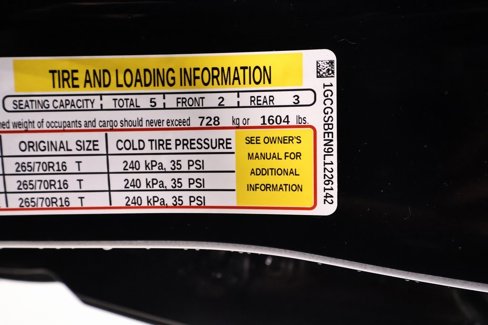 TIRE AND LOADING INFORMATION
SEATING CAPACITY TOTAL 5 FRONT 2 REAR 3
weight of occupants and cargo should never exceed 728 kg or 1604 lbs.
ORIGINAL SIZE COLD TIRE PRESSURE
265/70R16 T 240 kPa, 35 PSI
265/70R16 T 240 kPa, 35 PSI
265/70R16 T 240 kPa, 35 PSI
SEE OWNER'S
MANUAL FOR
ADDITIONAL
INFORMATION
1GCGSBEN9L1226142